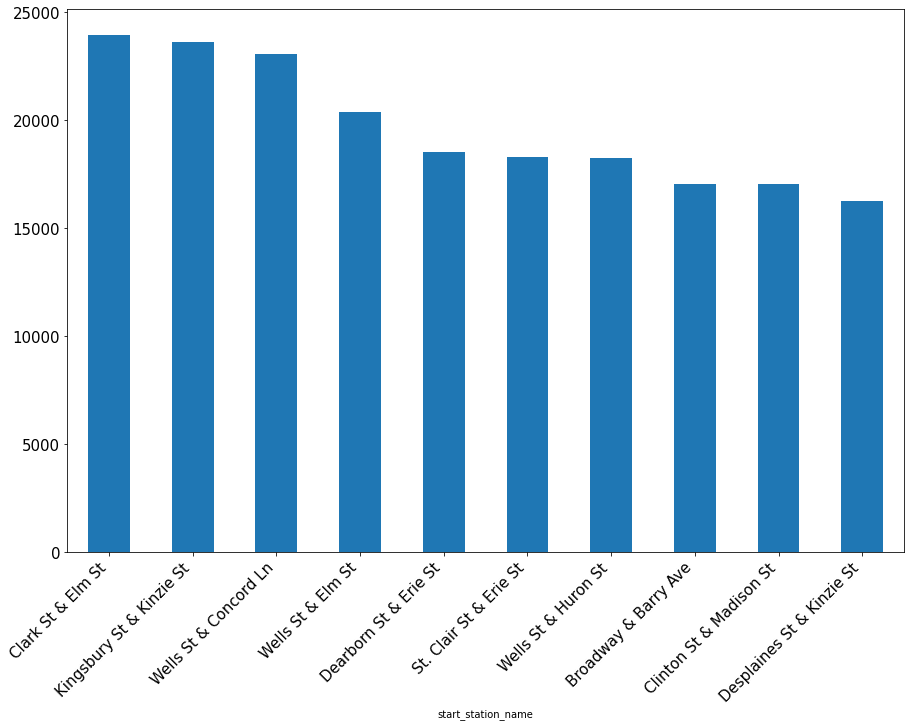 25000
20000
15000
10000
5000
0
Clark St & Elm St
Kingsbury St & Kinzie St
Wells St & Concord Ln
Wells St & Elm St
Dearborn St & Erie St
St. Clair St & Erie St
Wells St & Huron St
Broadway & Barry Ave
Clinton St & Madison St
Desplaines St & Kinzie St
start_station_name